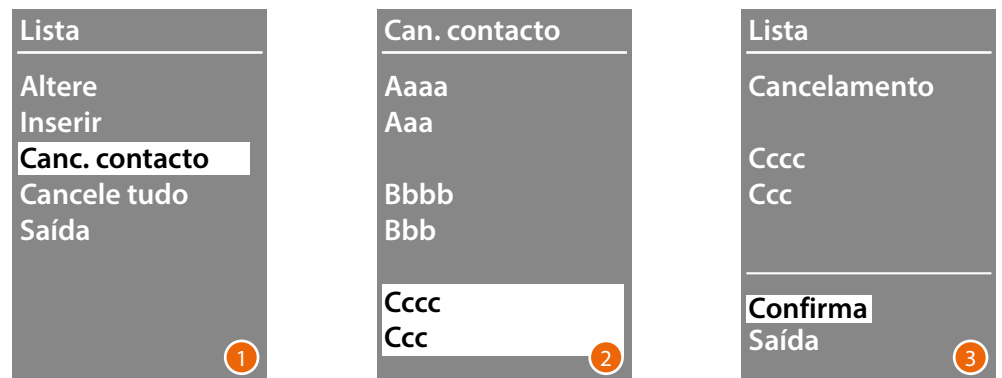 Lista
Altere
Inserir
Canc. contacto
Cancele tudo
Saída
1
Can. contacto
Aaaa
Aaa
Bbbb
Bbb
Cccc
Ccc
2
Lista
Cancelamento
Cccc
Ccc
Confirma
Saída
3